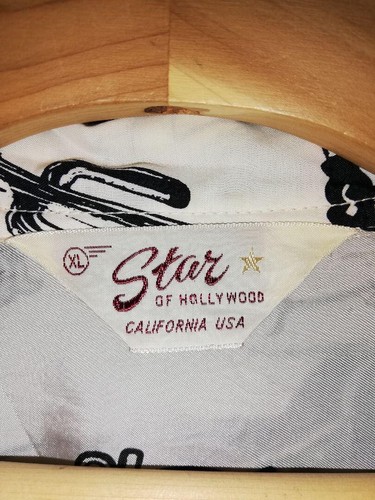 XL
Star
OF HOLLYWOOD
CALIFORNIA USA